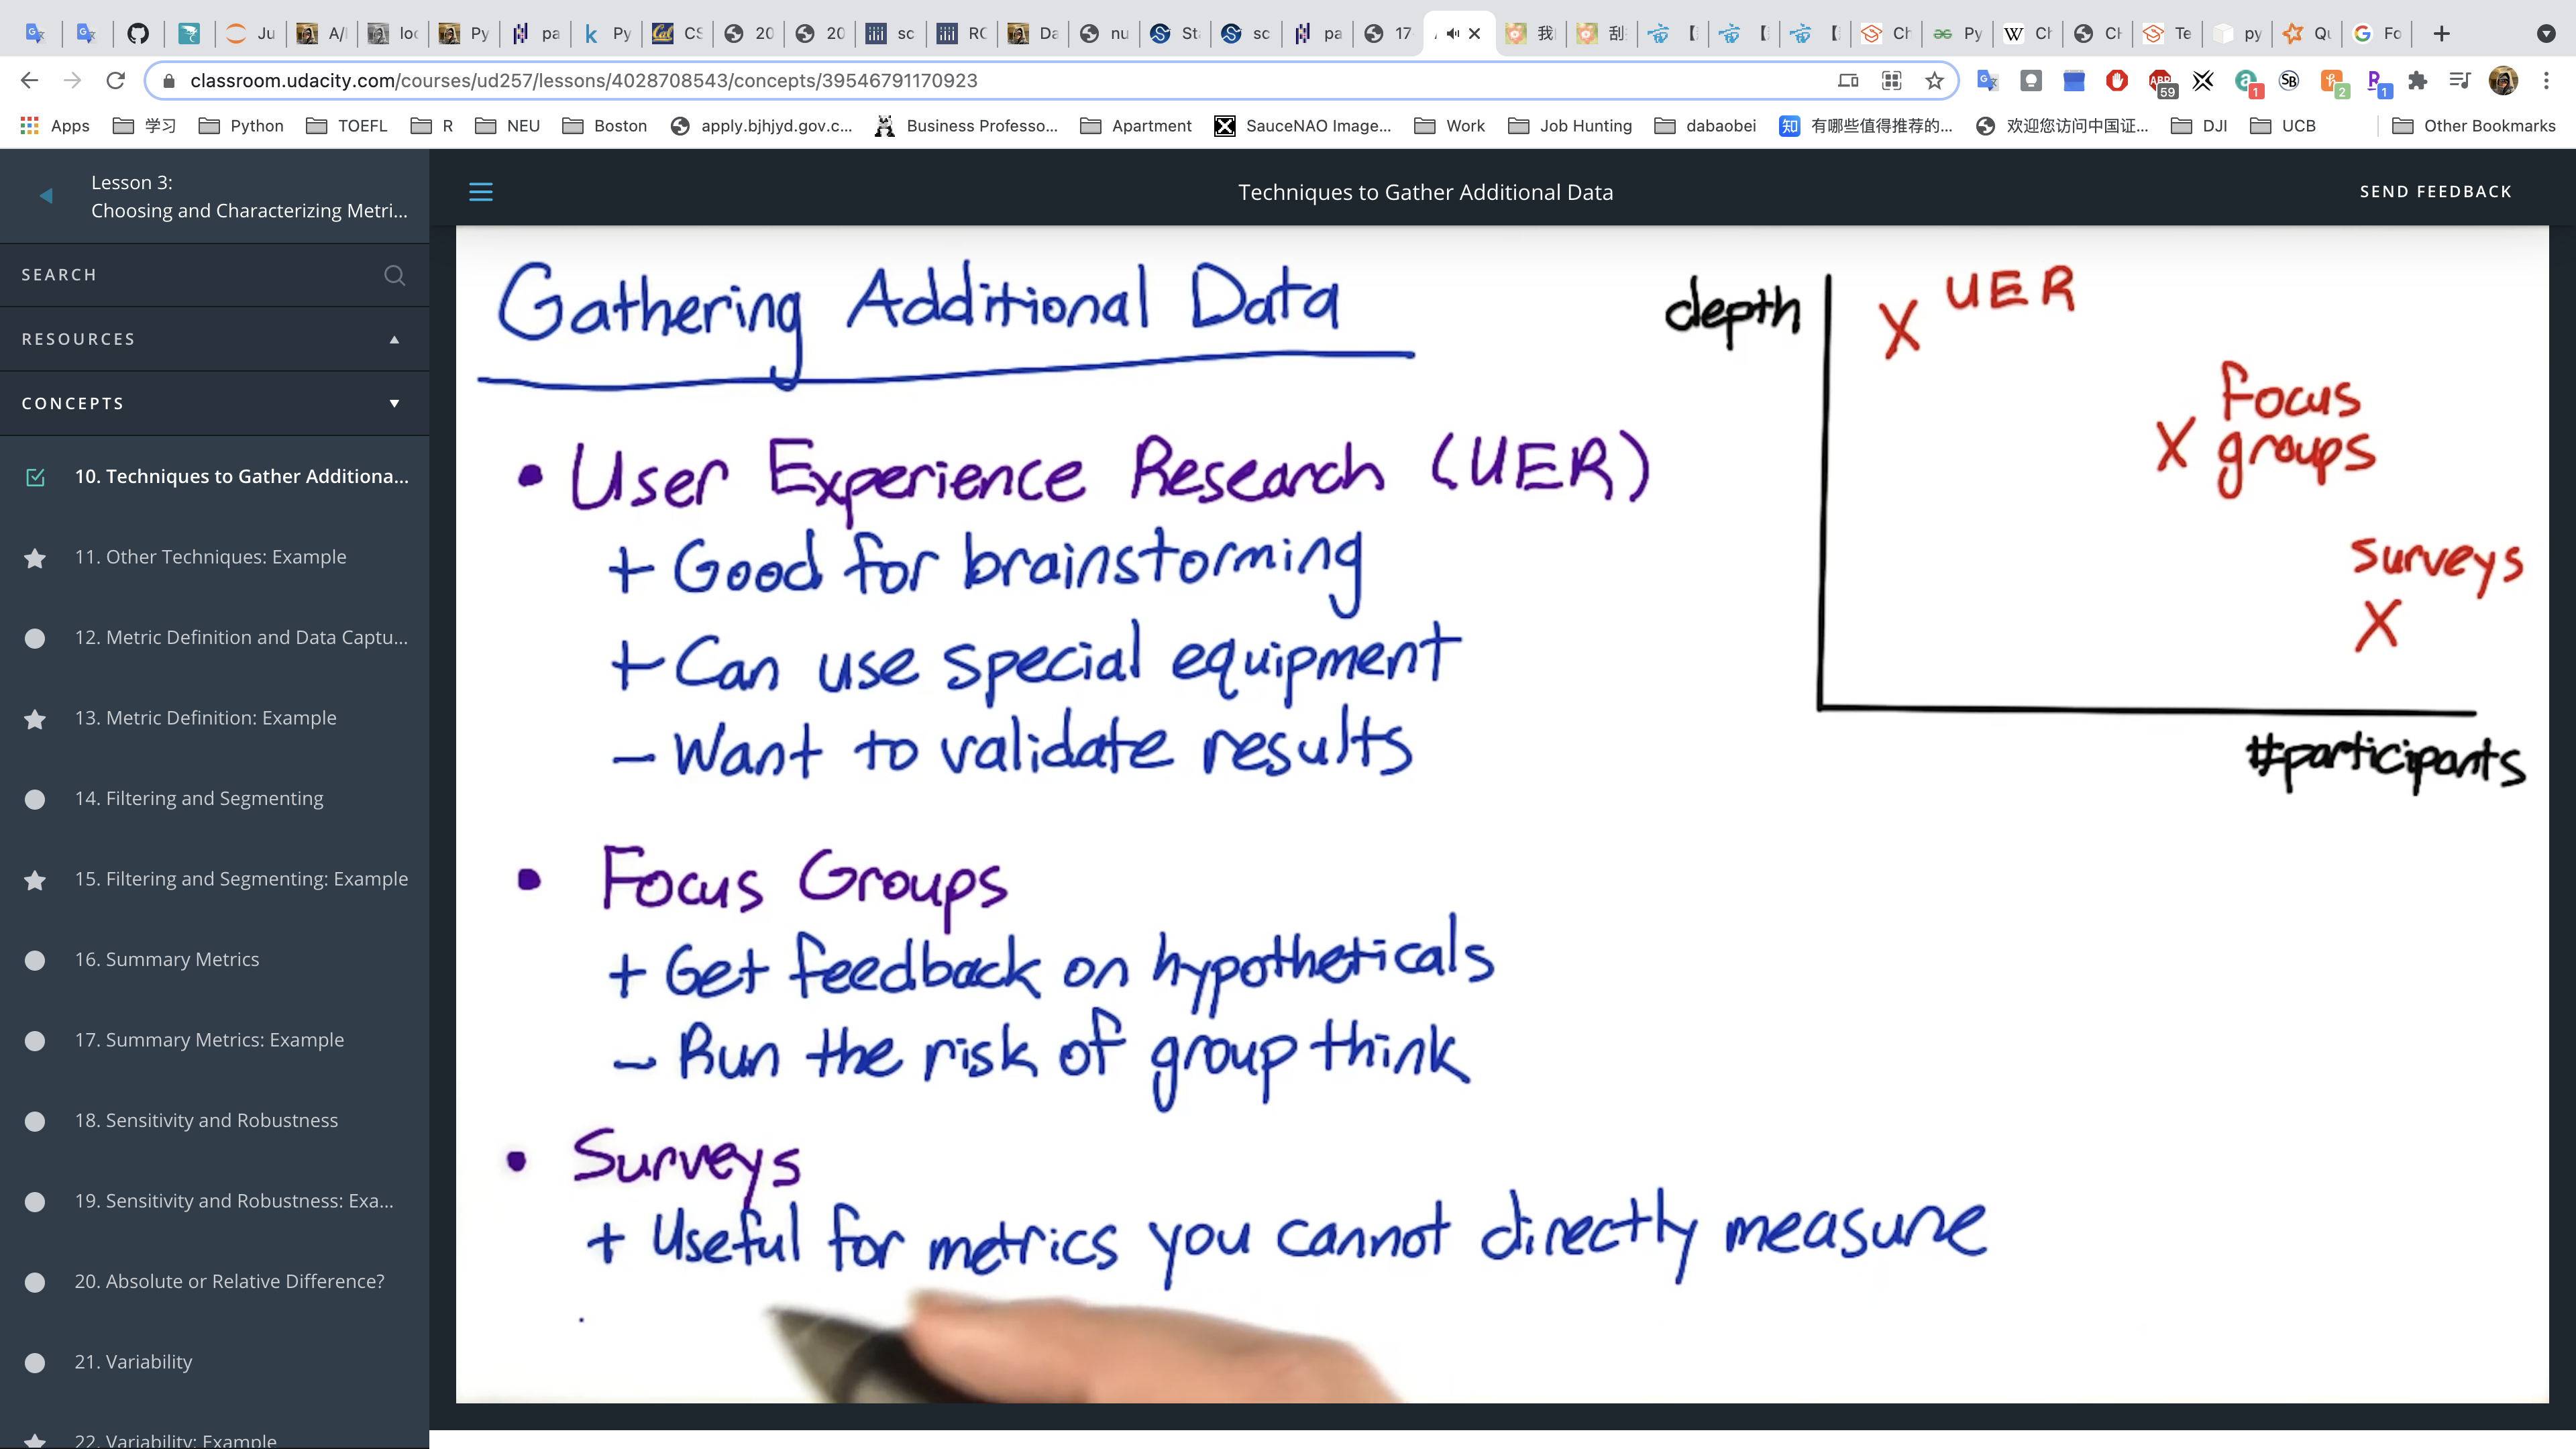 Ju
A/
loc
Py
pa
Py
CS
20
20
sc
RC
Da
nu
St
sc
pa
17
我
刮
Ch
Py
Ch
Ch
Te
py
Qu
Fo
classroom.udacity.com/courses/ud257/lessons/4028708543/concepts/39546791170923
59
1
2
1
Apps
学习
Python
TOEFL
R
NEU
Boston
apply.bjhjyd.gov.c...
Business Professo...
Apartment
SauceNAO Image...
Work
Job Hunting
dabaobei
有哪些值得推荐的...
欢迎您访问中国证...
DJI
UCB
Other Bookmarks
Lesson 3:
Choosing and Characterizing Metri...
Techniques to Gather Additional Data
SEND FEEDBACK
SEARCH
RESOURCES
CONCEPTS
10. Techniques to Gather Additiona...
11. Other Techniques: Example
12. Metric Definition and Data Captu...
13. Metric Definition: Example
14. Filtering and Segmenting
15. Filtering and Segmenting: Example
16. Summary Metrics
17. Summary Metrics: Example
18. Sensitivity and Robustness
19. Sensitivity and Robustness: Exa...
20. Absolute or Relative Difference?
21. Variability
22. Variability: Example
Gathering Additional Data
• User Experience Research (UER)
+ Good for brainstorming
+ Can use special equipment
- Want to validate results
• Focus Groups
+ Get feedback on hypotheticals
- Run the risk of group think
• Surveys
+ Useful for metrics you cannot directly measure
depth
X UER
Focus
X groups
surveys
X
#participants